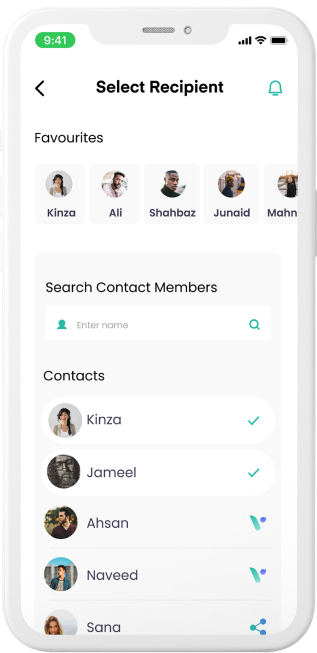 9:41
Select Recipient
Favourites
Kinza Ali Shahbaz Junaid Mahn
Search Contact Members
Enter name
Contacts
Kinza
Jameel
Ahsan
Naveed
Sana